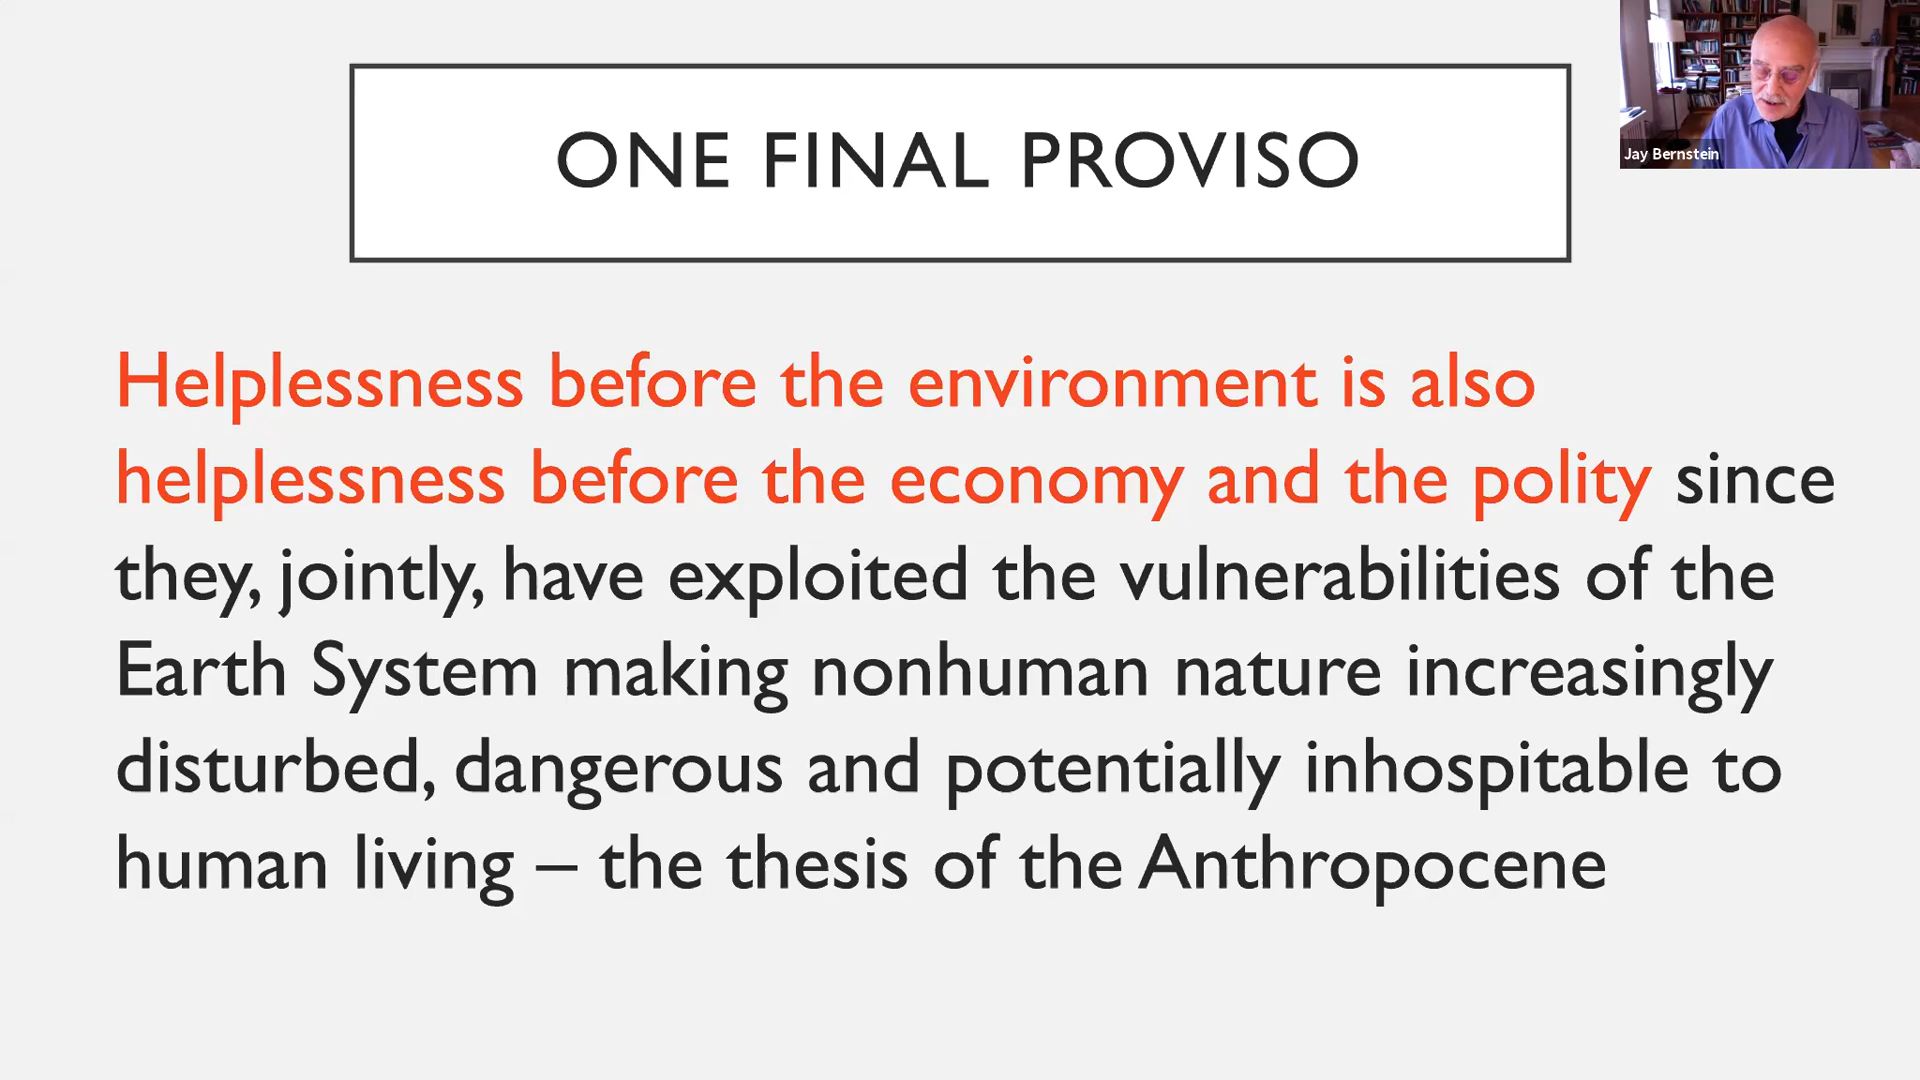 ONE FINAL PROVISO
Jay Bernstein
Helplessness before the environment is also
helplessness before the economy and the polity since
they, jointly, have exploited the vulnerabilities of the
Earth System making nonhuman nature increasingly
disturbed, dangerous and potentially inhospitable to
human living – the thesis of the Anthropocene